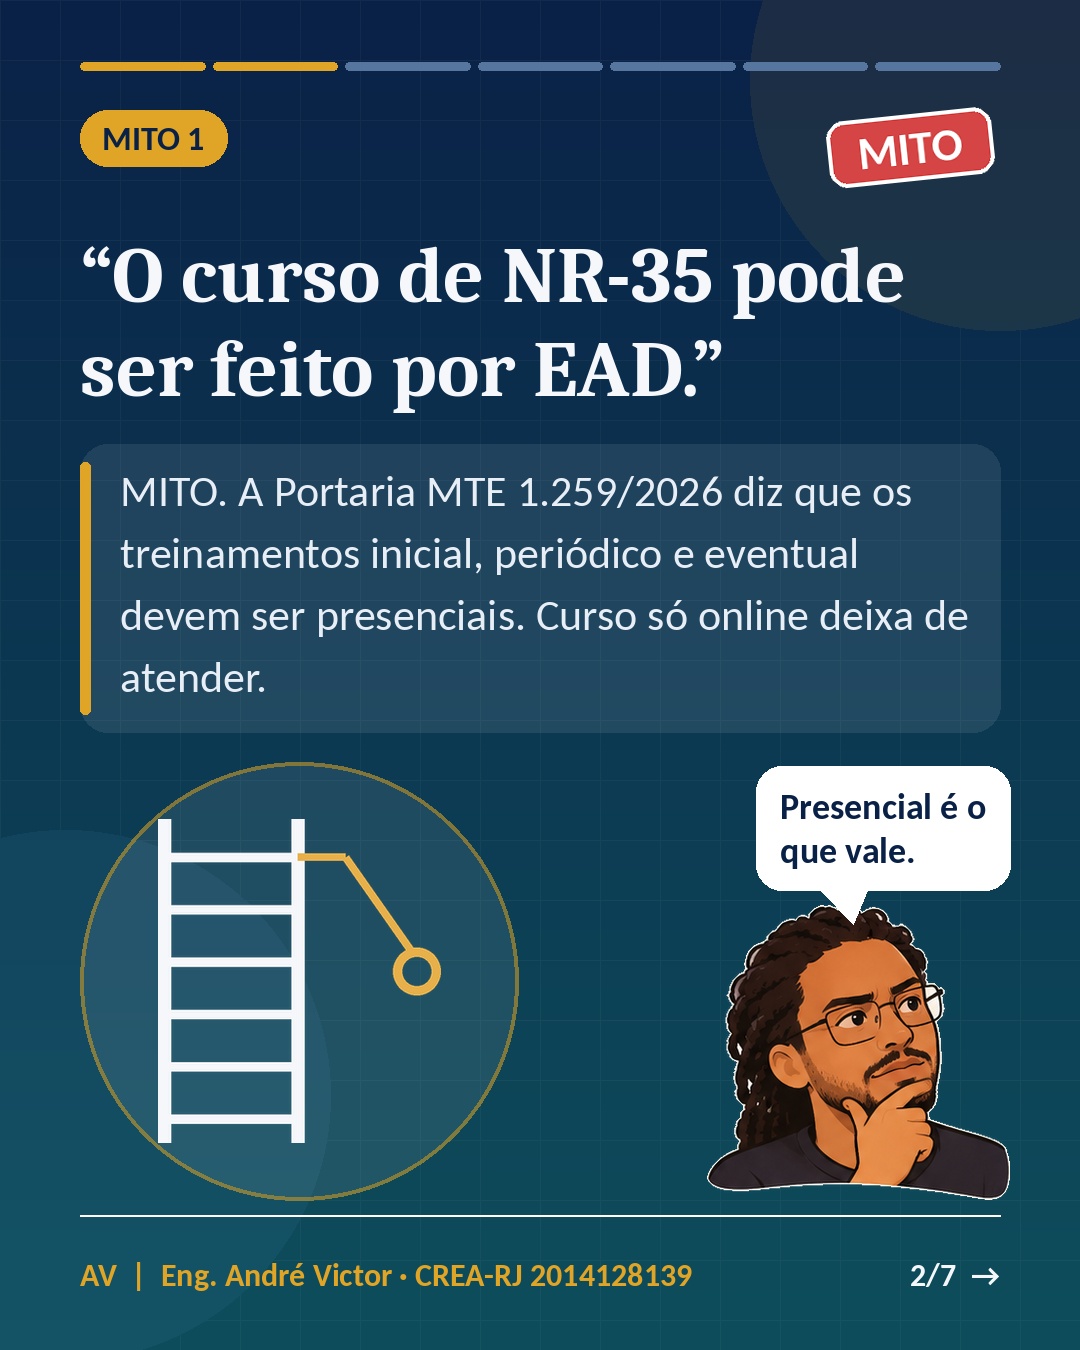 MITO 1
MITO
“O curso de NR-35 pode
ser feito por EAD.”
MITO. A Portaria MTE 1.259/2026 diz que os
treinamentos inicial, periódico e eventual
devem ser presenciais. Curso só online deixa de
atender.
Presencial é o
que vale.
AV | Eng. André Victor · CREA-RJ 2014128139
2/7 →